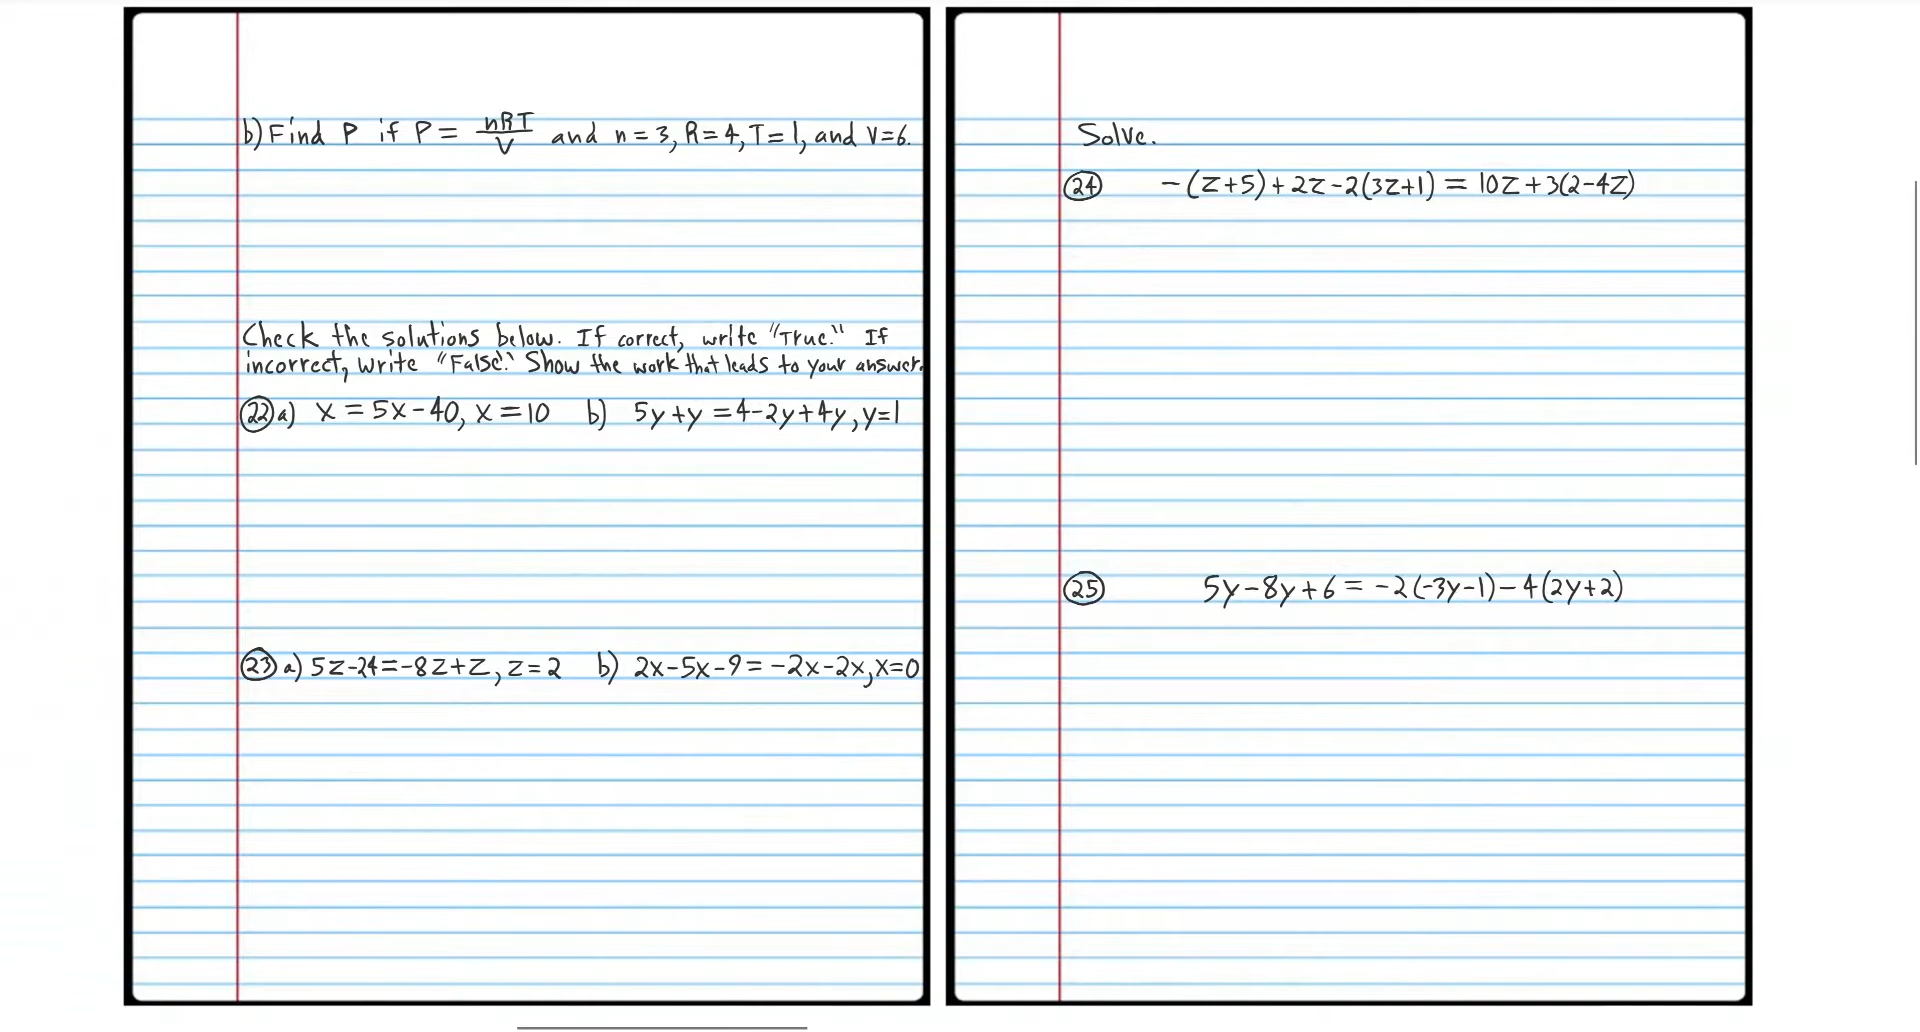 b) Find P if P = nRT/V and n = 3, R = 4, T = 1, and V = 6.
Check the solutions below. If correct, write "True." If
incorrect, write "False." Show the work that leads to your answer.
22 a) x = 5x - 40, x = 10 b) 5y + y = 4 - 2y + 4y, y = 1
23 a) 5z - 24 = -8z + z, z = 2 b) 2x - 5x - 9 = -2x - 2x, x = 0
Solve.
24 -(z + 5) + 2z - 2(3z + 1) = 10z + 3(2 - 4z)
25 5y - 8y + 6 = -2(-3y - 1) - 4(2y + 2)